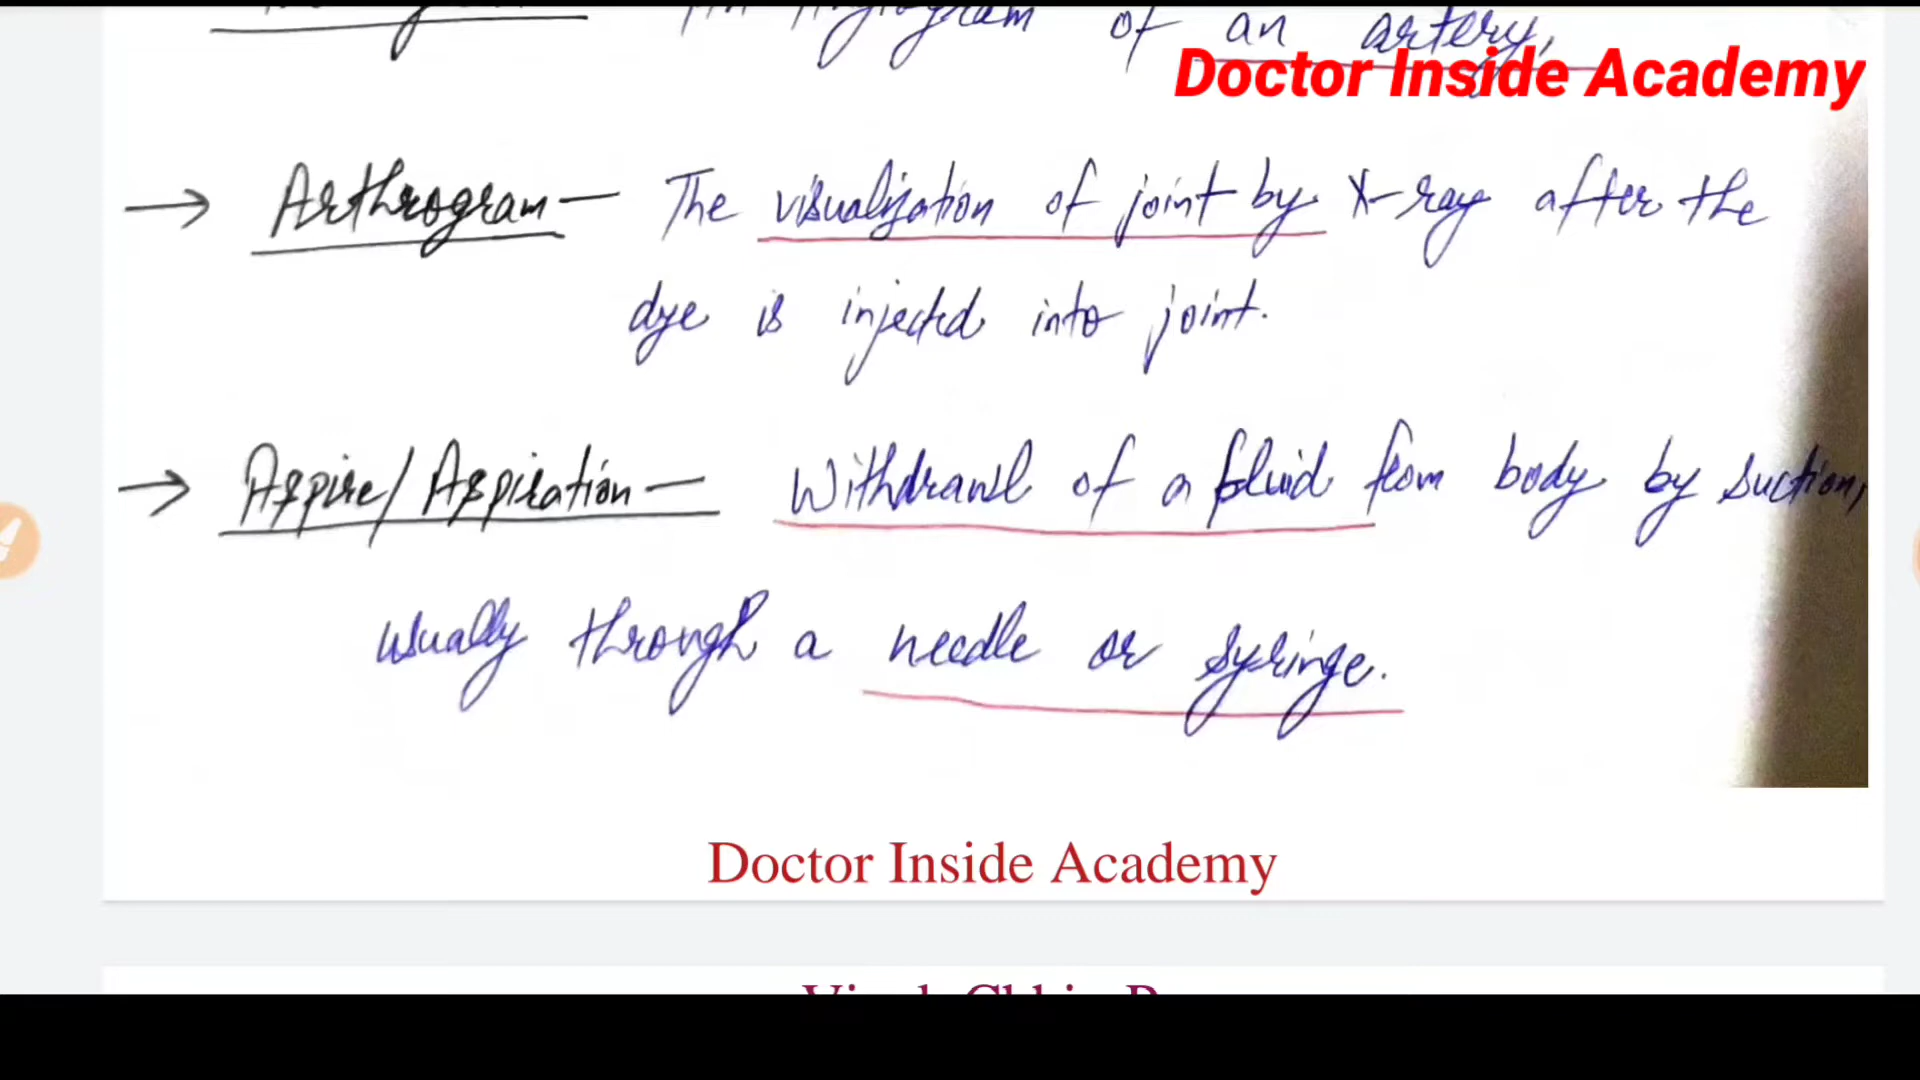 of an artery,
Doctor Inside Academy
→ Arthrogram — The visualization of joint by X-ray after the
dye is injected into joint.
→ Aspire/Aspiration — Withdrawl of a fluid from body by suction,
usually through a needle or syringe.
Doctor Inside Academy